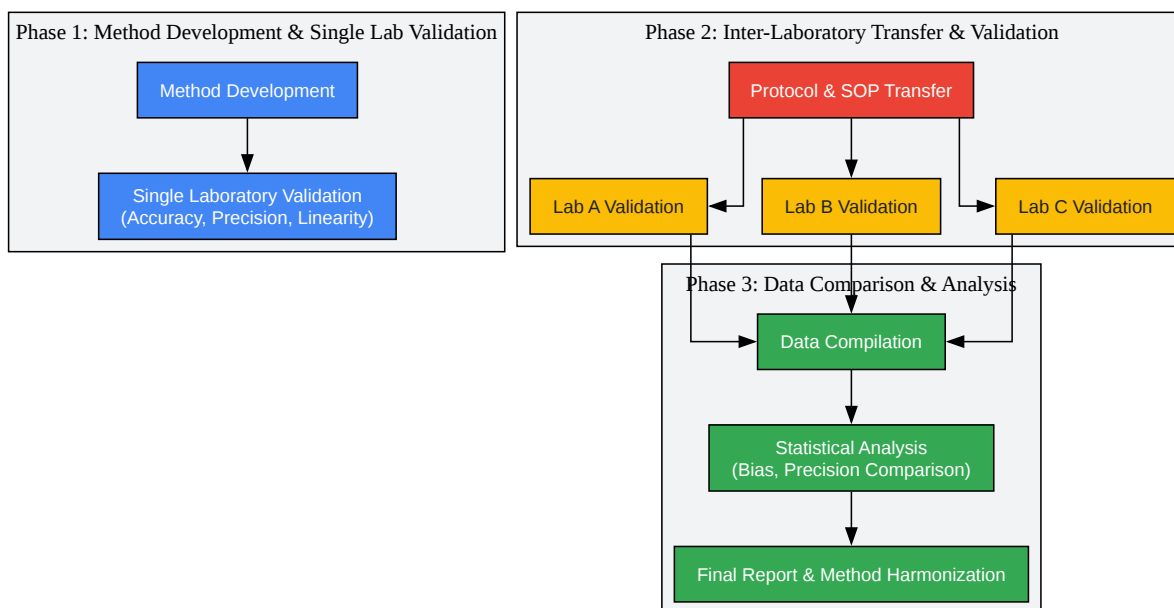 Phase 1: Method Development & Single Lab Validation
Method Development
Single Laboratory Validation
(Accuracy, Precision, Linearity)
Phase 2: Inter-Laboratory Transfer & Validation
Protocol & SOP Transfer
Lab A Validation
Lab B Validation
Lab C Validation
Phase 3: Data Comparison & Analysis
Data Compilation
Statistical Analysis
(Bias, Precision Comparison)
Final Report & Method Harmonization